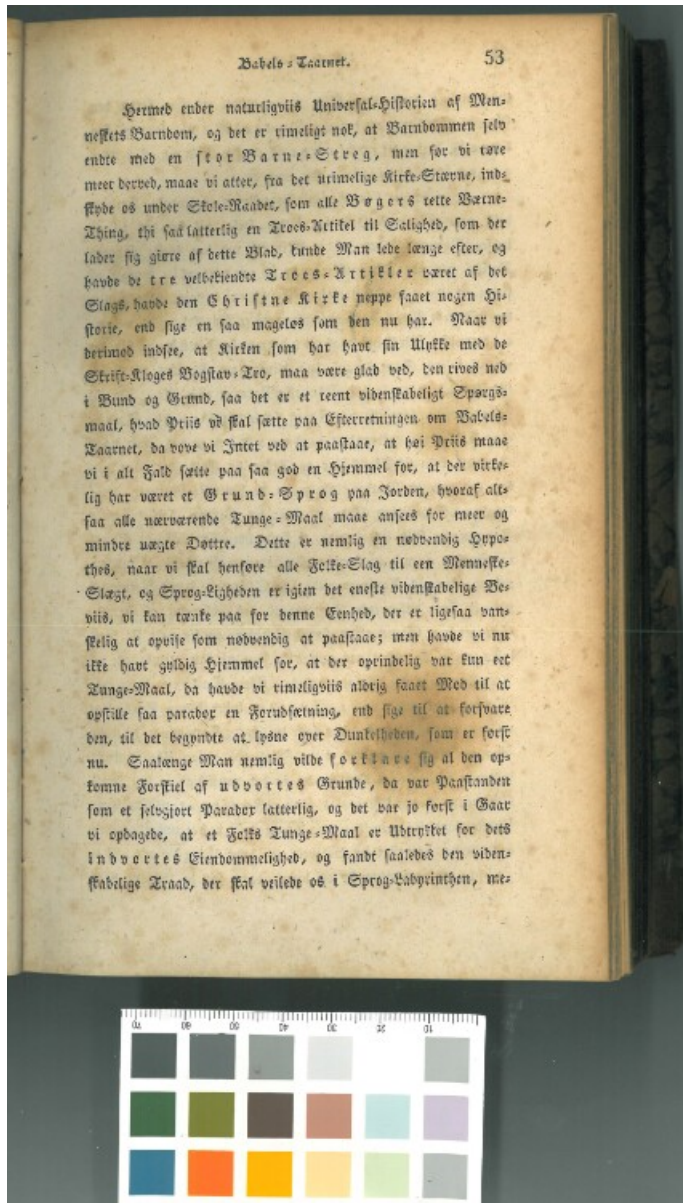 Babels-Taarnet.
53
Hermed ender naturligviis Universal-Historien af Men-
neskets Barndom, og det er rimeligt nok, at Barndommen selv
endte med en stor Barne-Streg, men før vi røre
meer derved, maae vi atter, fra det urimelige Kirke-Stævne, ind-
skyde os under Skole-Raadet, som alle Bogers rette Værne-
Thing, thi saa latterlig en Troes-Artikel til Salighed, som der
lader sig giøre af dette Blad, kunde Man lede længe efter, og
havde de tre velbekiendte Troes-Artikler været af det
Slags, havde den Christne Kirke neppe faaet nogen Hi-
storie, end sige en saa mageløs som den nu har. Naar vi
derimod indsee, at Kirken som har havt sin Ulykke med de
Skrift-Kloges Bogstav-Tro, maa være glad ved, den rives ned
i Bund og Grund, saa det er et reent videnskabeligt Spørgs-
maal, hvad Priis vi skal sætte paa Efterretningen om Babels-
Taarnet, da vove vi Intet ved at paastaae, at høi Priis maae
vi i alt Fald sætte paa saa god en Hjemmel for, at der virke-
lig har været et Grund-Sprog paa Jorden, hvoraf alt-
saa alle nærværende Tunge-Maal maae ansees for meer og
mindre uægte Døttre. Dette er nemlig en nødvendig Hypo-
thes, naar vi skal henføre alle Folke-Slag til een Menneske-
Slægt, og Sprog-Ligheden er igien det eneste videnskabelige Be-
viis, vi kan tænke paa for denne Eenhed, der er ligesaa van-
skelig at opvise som nødvendig at paastaae; men havde vi nu
ikke havt gyldig Hjemmel for, at der oprindelig var kun eet
Tunge-Maal, da havde vi rimeligviis aldrig faaet Mod til at
opstille saa paradox en Forudsætning, end sige til at forsvare
den, til det begyndte at lysne over Dunkelheden, som er først
nu. Saalænge Man nemlig vilde forklare sig al den op-
komne Forskiel af udvortes Grunde, da var Paastanden
som et selvgjort Paradox latterlig, og det var jo først i Gaar
vi opdagede, at et Folks Tunge-Maal er Udtrykket for dets
indvortes Eiendommelighed, og fandt saaledes den viden-
skabelige Traad, der skal veilede os i Sprog-Labyrinthen, me-
70 60 50 40 30 20 10